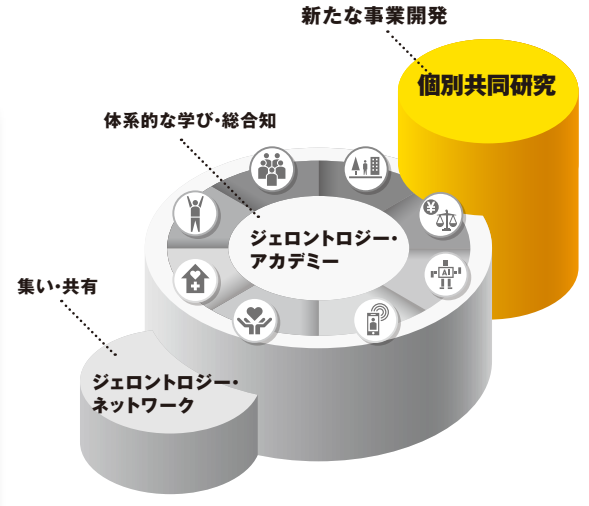 新たな事業開発
個別共同研究
体系的な学び・総合知
¥
ジェロントロジー・
アカデミー
AI
集い・共有
ジェロントロジー・
ネットワーク